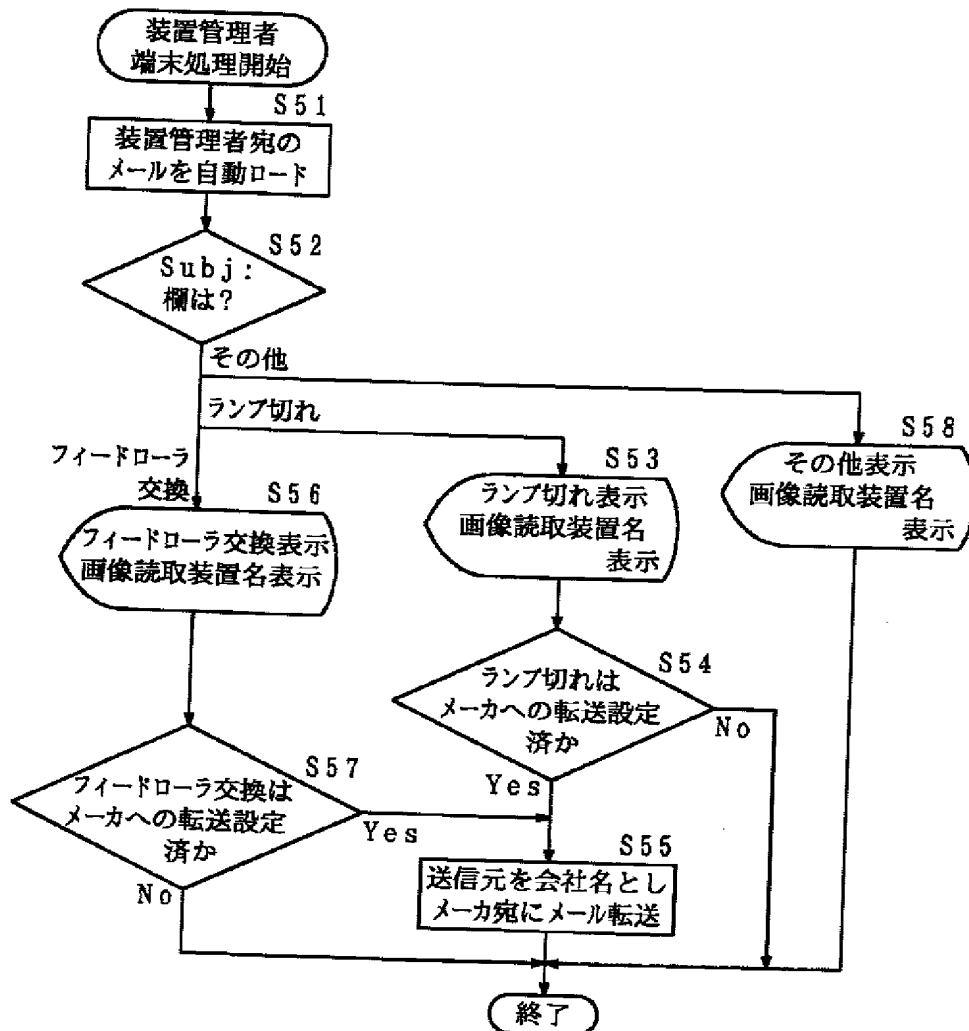 装置管理者
端末処理開始
S51
装置管理者宛の
メールを自動ロード
S52
Subj:
欄は?
その他
ランプ切れ
フィードローラ
交換
S58
その他表示
画像読取装置名
表示
S53
ランプ切れ表示
画像読取装置名
表示
S56
フィードローラ交換表示
画像読取装置名表示
S54
ランプ切れは
メーカへの転送設定
済か
No
Yes
S57
フィードローラ交換は
メーカへの転送設定
済か
Yes
No
S55
送信元を会社名とし
メーカ宛にメール転送
終了